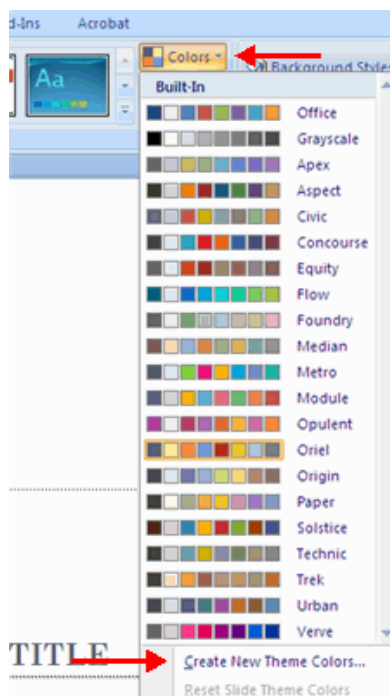 d-Ins Acrobat
Aa
Colors
Background Styles
Built-In
Office
Grayscale
Apex
Aspect
Civic
Concourse
Equity
Flow
Foundry
Median
Metro
Module
Opulent
Oriel
Origin
Paper
Solstice
Technic
Trek
Urban
Verve
TITLE
Create New Theme Colors...
Reset Slide Theme Colors